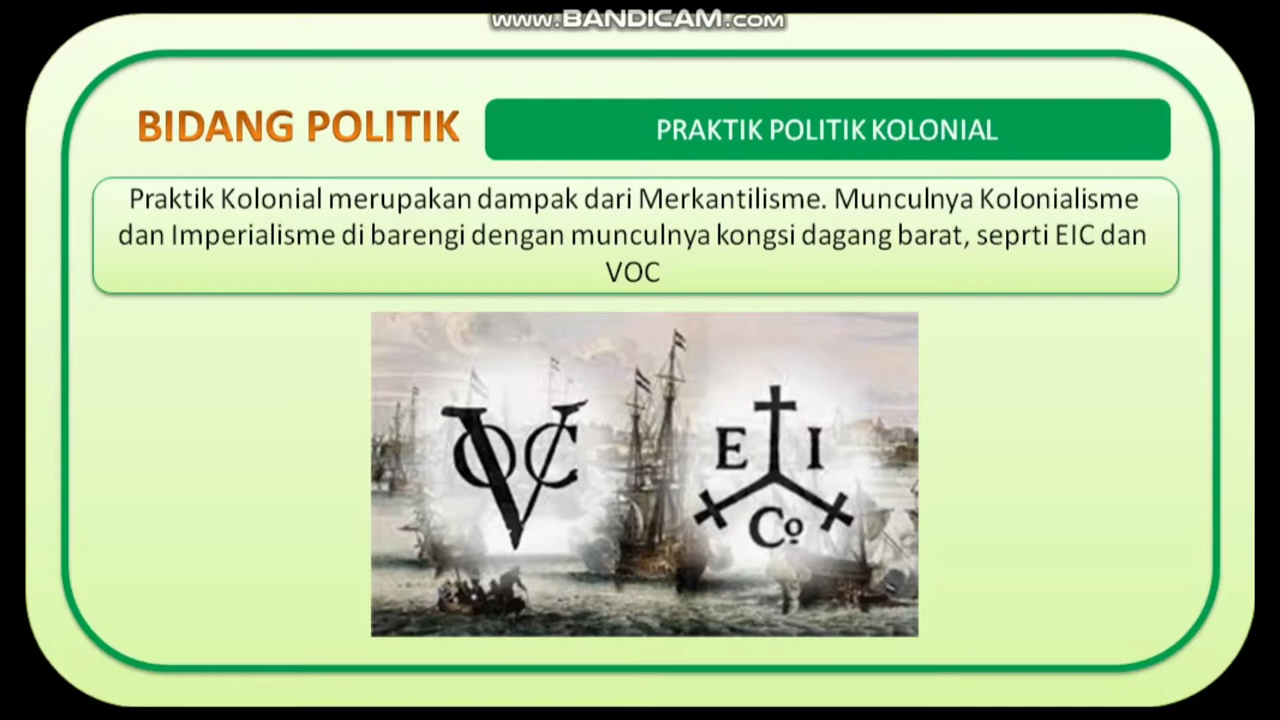 www.BANDICAM.com
BIDANG POLITIK
PRAKTIK POLITIK KOLONIAL
Praktik Kolonial merupakan dampak dari Merkantilisme. Munculnya Kolonialisme
dan Imperialisme di barengi dengan munculnya kongsi dagang barat, seprti EIC dan
VOC
VOC
E I
Co